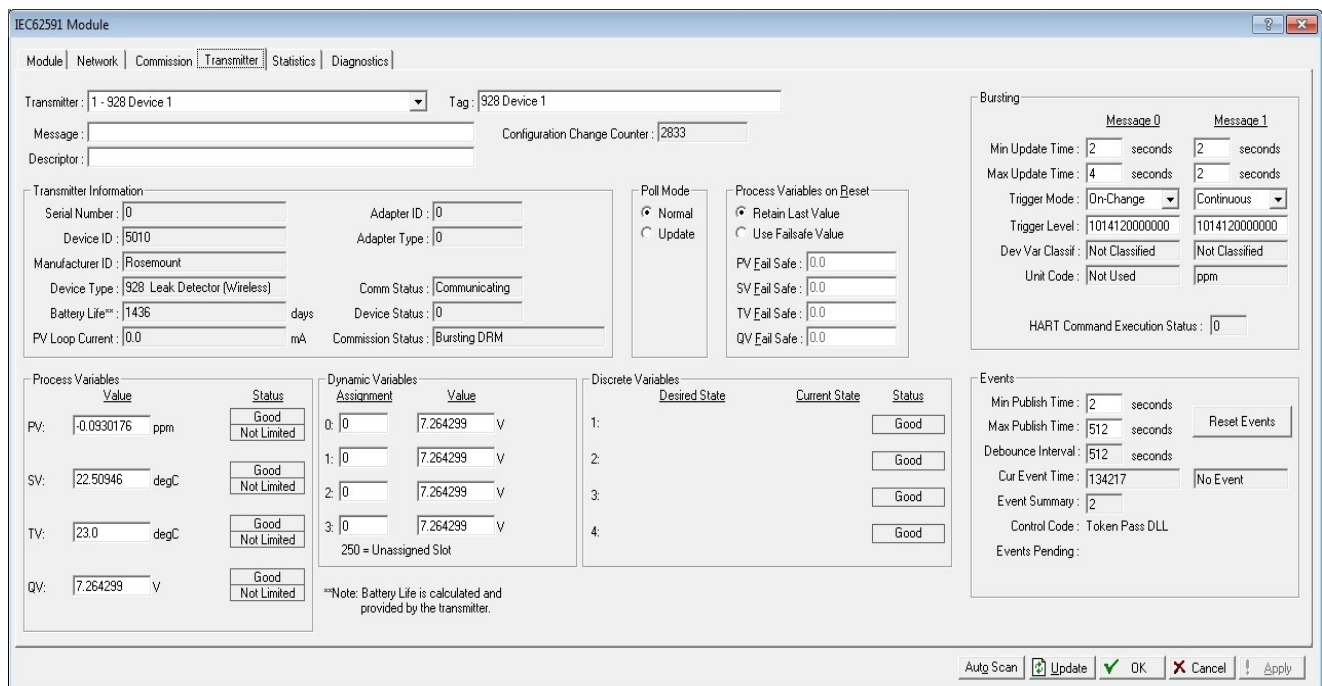 IEC62591 Module
Module Network Commission Transmitter Statistics Diagnostics
Transmitter : 1 - 928 Device 1 Tag : 928 Device 1
Message : Configuration Change Counter : 2833
Descriptor :
Transmitter Information
Serial Number : 0 Adapter ID : 0
Device ID : 5010 Adapter Type : 0
Manufacturer ID : Rosemount
Device Type : 928 Leak Detector (Wireless) Comm Status : Communicating
Battery Life** : 1436 days Device Status : 0
PV Loop Current : 0.0 mA Commission Status : Bursting DRM
Poll Mode
Normal
Update
Process Variables on Reset
Retain Last Value
Use Failsafe Value
PV Fail Safe : 0.0
SV Fail Safe : 0.0
TV Fail Safe : 0.0
QV Fail Safe : 0.0
Bursting
Message 0 Message 1
Min Update Time : 2 seconds 2 seconds
Max Update Time : 4 seconds 2 seconds
Trigger Mode : On-Change Continuous
Trigger Level : 1014120000000 1014120000000
Dev Var Classif : Not Classified Not Classified
Unit Code : Not Used ppm
HART Command Execution Status : 0
Process Variables
Value Status
PV: -0.0930176 ppm Good
Not Limited
SV: 22.50946 degC Good
Not Limited
TV: 23.0 degC Good
Not Limited
QV: 7.264299 V Good
Not Limited
Dynamic Variables
Assignment Value
0: 0 7.264299 V
1: 0 7.264299 V
2: 0 7.264299 V
3: 0 7.264299 V
250 = Unassigned Slot
**Note: Battery Life is calculated and
provided by the transmitter.
Discrete Variables
Desired State Current State Status
1: Good
2: Good
3: Good
4: Good
Events
Min Publish Time : 2 seconds
Max Publish Time : 512 seconds Reset Events
Debounce Interval : 512 seconds
Cur Event Time : 134217 No Event
Event Summary : 2
Control Code : Token Pass DLL
Events Pending :
Auto Scan Update OK Cancel ! Apply